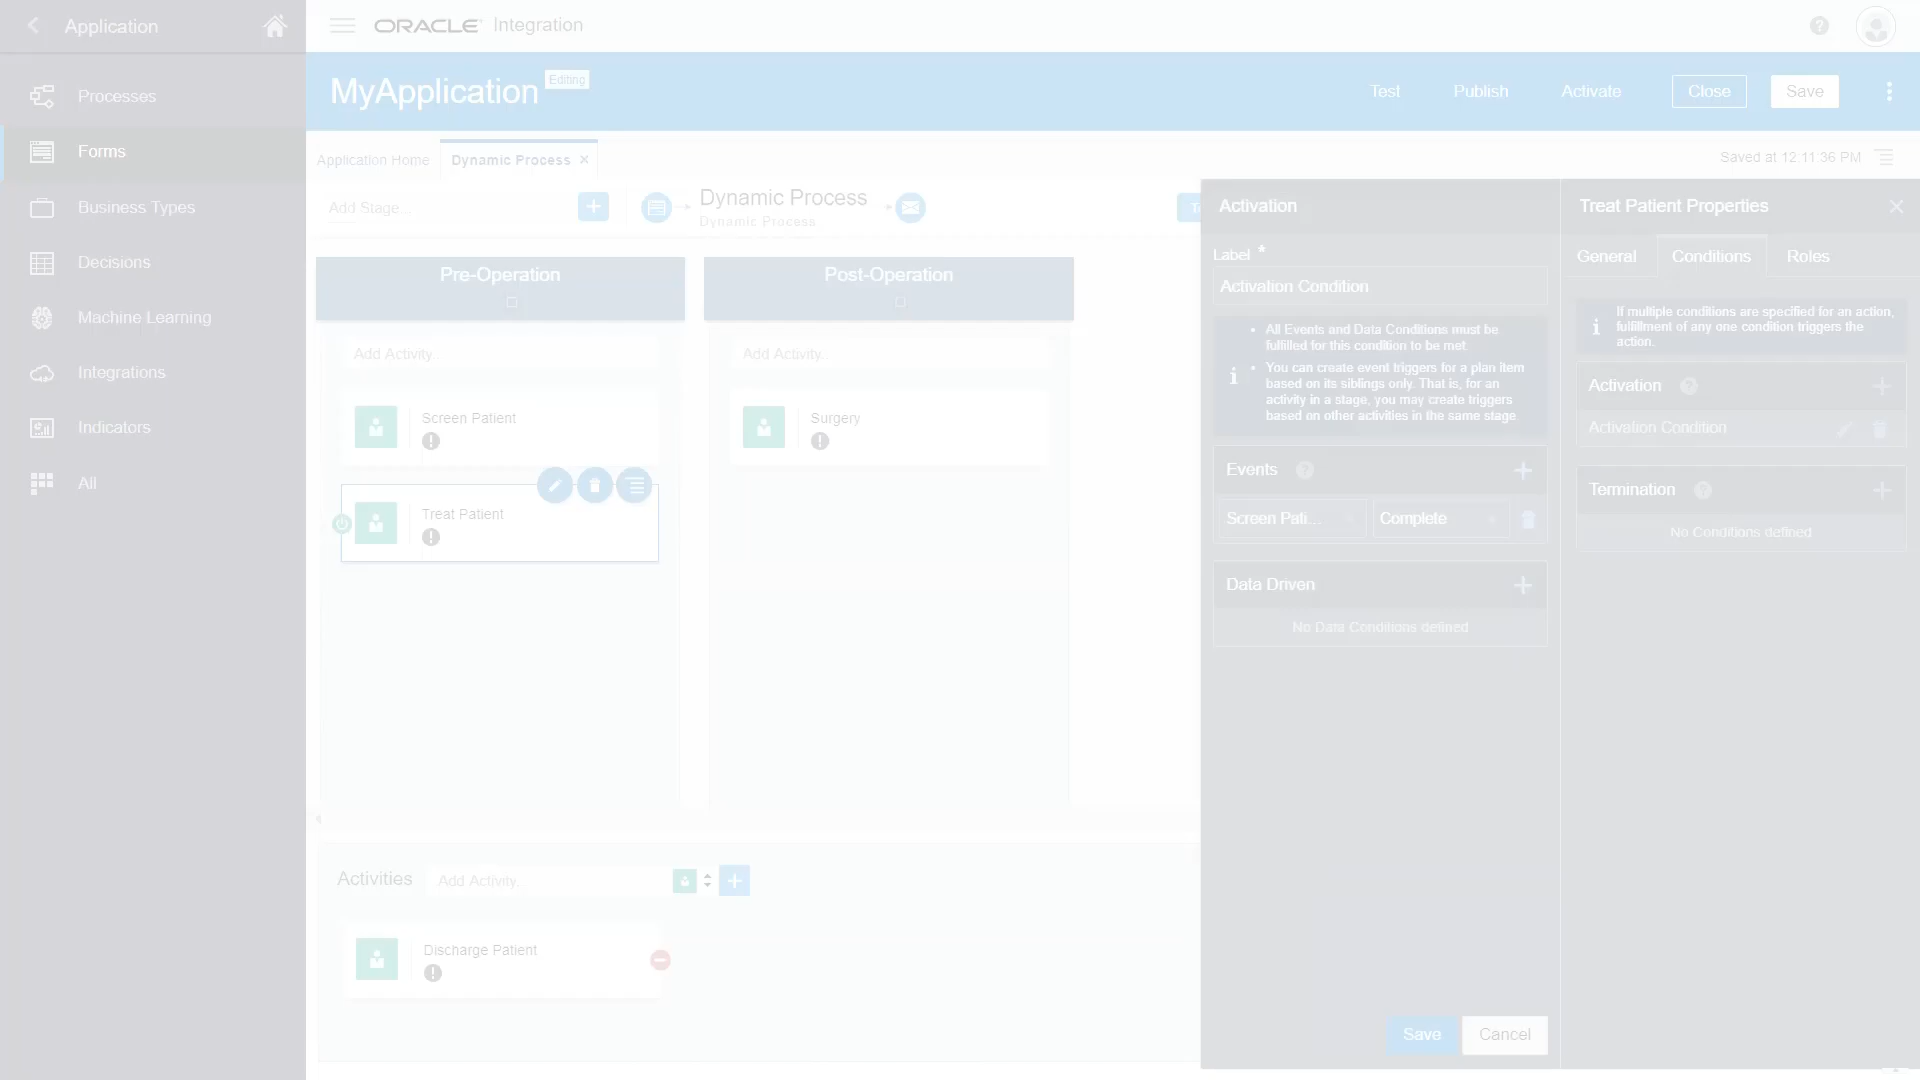 Application
ORACLE Integration
MyApplication
Editing
Test
Publish
Activate
Close
Save
Processes
Forms
Business Types
Decisions
Machine Learning
Integrations
Indicators
All
Application Home
Dynamic Process
Saved at 12:11:36 PM
Add Stage...
Dynamic Process
Dynamic Process
Pre-Operation
Add Activity...
Screen Patient
Treat Patient
Post-Operation
Add Activity...
Surgery
Activities
Add Activity...
Discharge Patient
Activation
Label *
Activation Condition
• All Events and Data Conditions must be
fulfilled for this condition to be met.
• You can create event triggers for a plan item
based on its siblings only. That is, for an
activity in a stage, you may create triggers
based on other activities in the same stage
Events
Screen Pati... Complete
Data Driven
No Data Conditions defined
Save
Cancel
Treat Patient Properties
General
Conditions
Roles
If multiple conditions are specified for an action,
fulfillment of any one condition triggers the
action.
Activation
Activation Condition
Termination
No Conditions defined